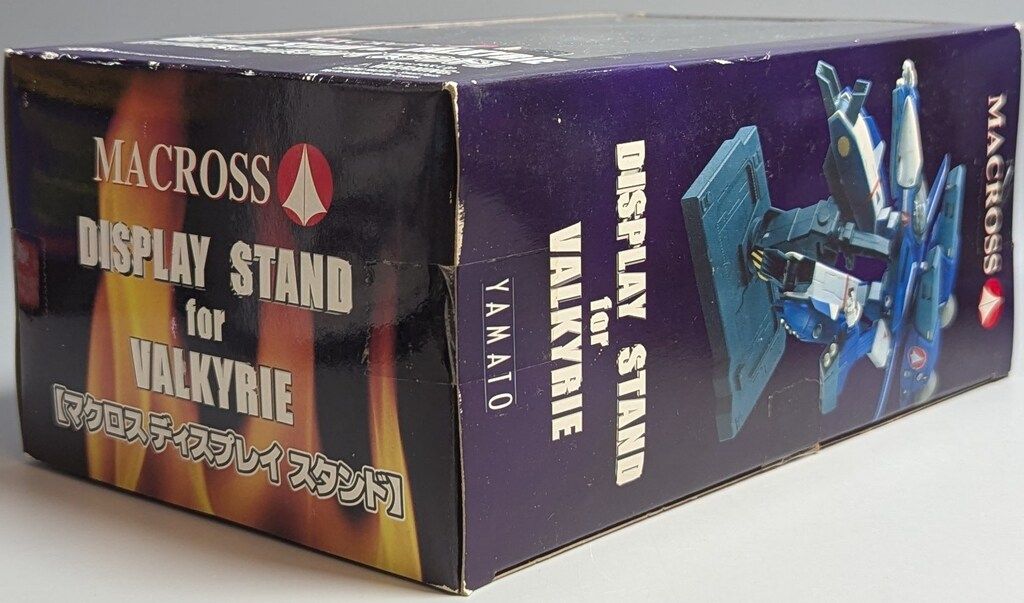 MACROSS
DISPLAY STAND
for
VALKYRIE
【マクロス ディスプレイ スタンド】
DISPLAY STAND
for
VALKYRIE
YAMATO
MACROSS